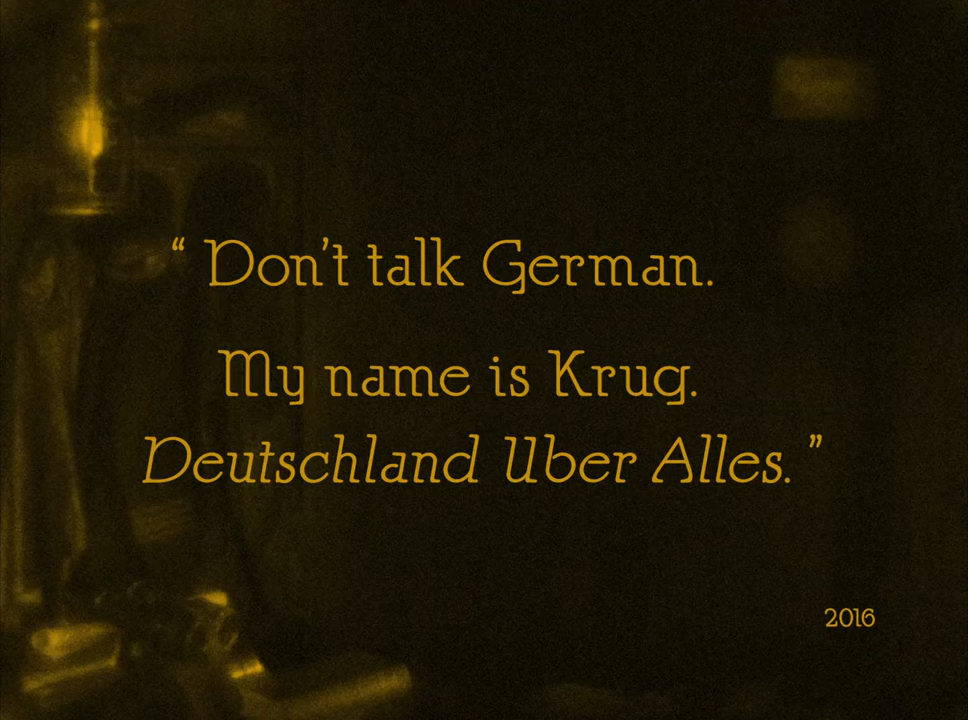 “ Don't talk German.
My name is Krug.
Deutschland Uber Alles. ”
2016